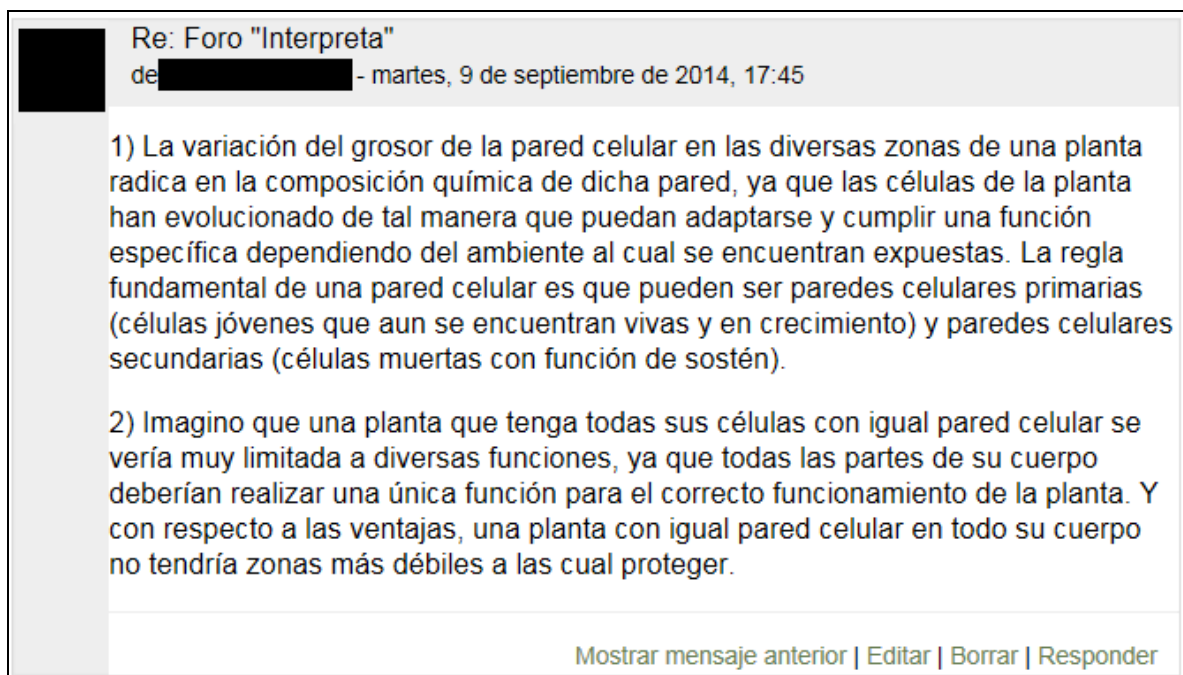 Re: Foro "Interpreta"
de - martes, 9 de septiembre de 2014, 17:45
1) La variación del grosor de la pared celular en las diversas zonas de una planta
radica en la composición química de dicha pared, ya que las células de la planta
han evolucionado de tal manera que puedan adaptarse y cumplir una función
específica dependiendo del ambiente al cual se encuentran expuestas. La regla
fundamental de una pared celular es que pueden ser paredes celulares primarias
(células jóvenes que aun se encuentran vivas y en crecimiento) y paredes celulares
secundarias (células muertas con función de sostén).
2) Imagino que una planta que tenga todas sus células con igual pared celular se
vería muy limitada a diversas funciones, ya que todas las partes de su cuerpo
deberían realizar una única función para el correcto funcionamiento de la planta. Y
con respecto a las ventajas, una planta con igual pared celular en todo su cuerpo
no tendría zonas más débiles a las cual proteger.
Mostrar mensaje anterior | Editar | Borrar | Responder